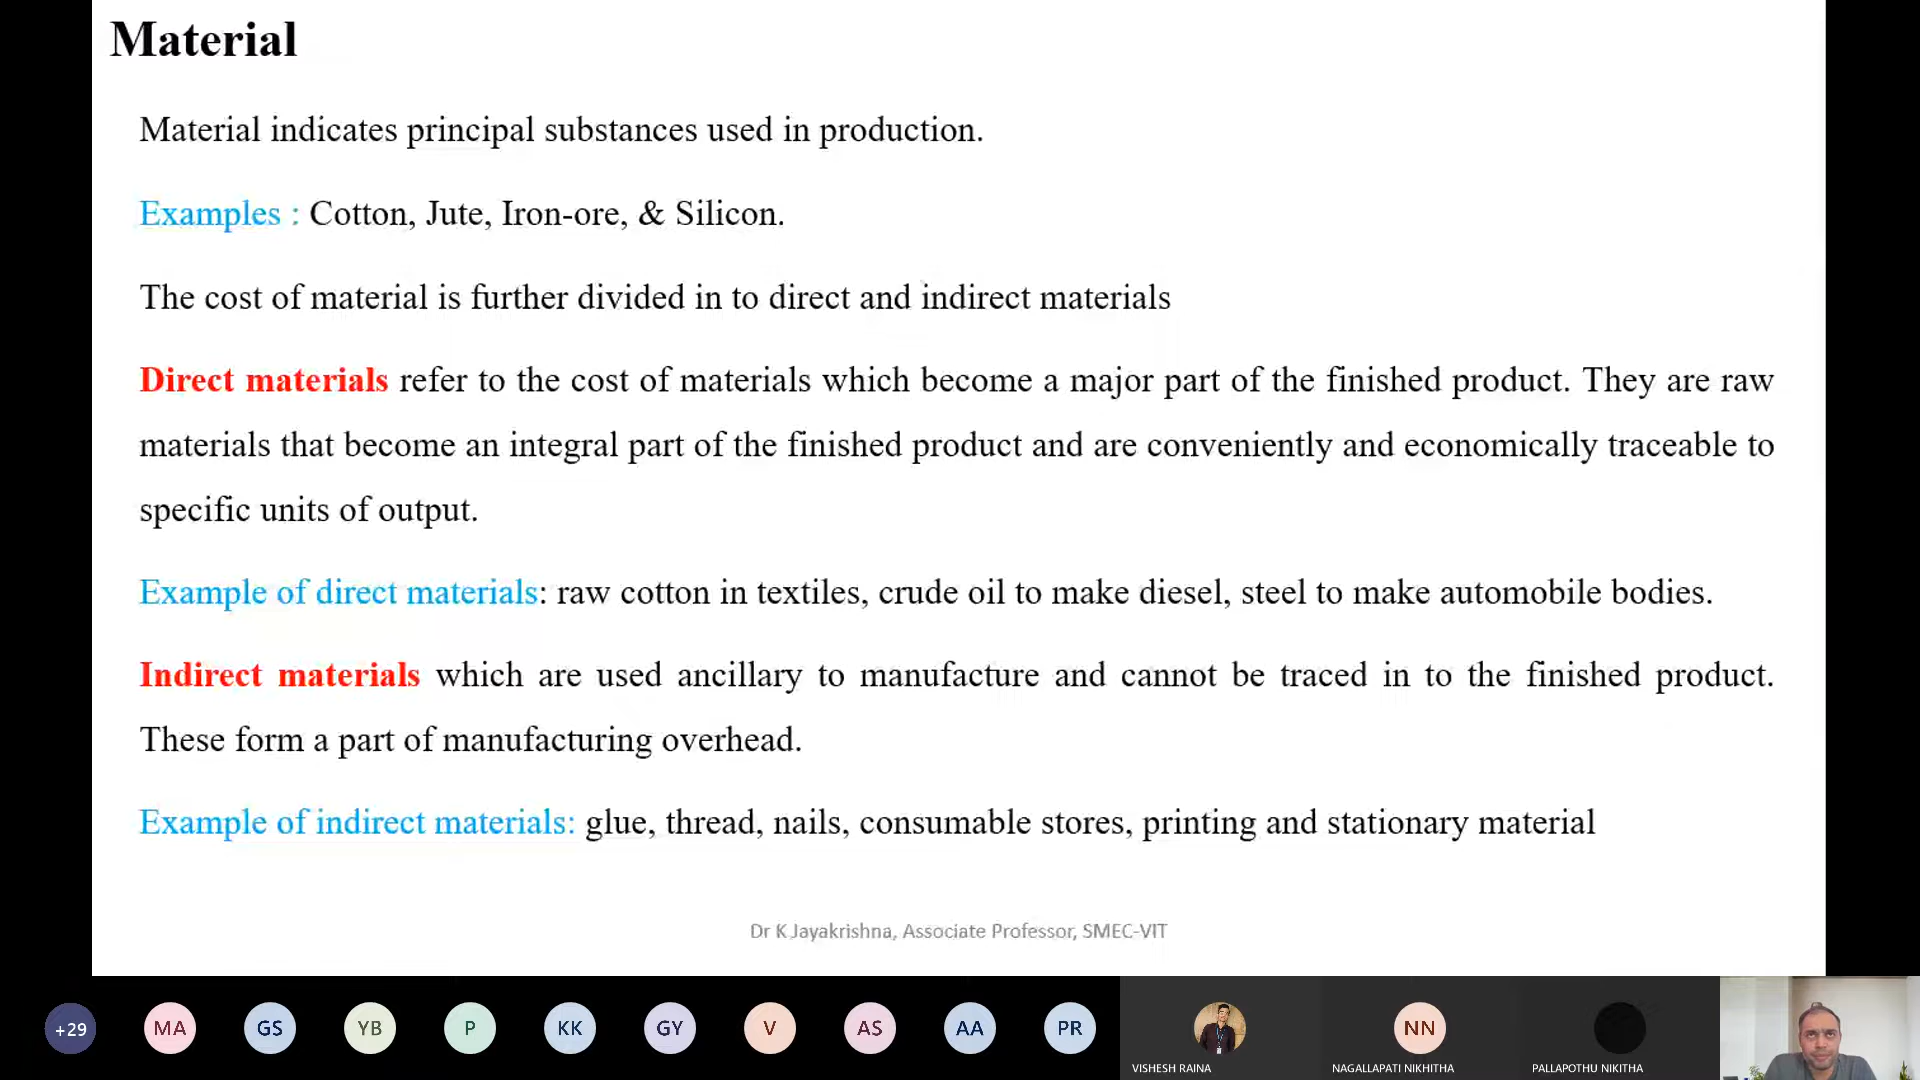 Material
Material indicates principal substances used in production.
Examples : Cotton, Jute, Iron-ore, & Silicon.
The cost of material is further divided in to direct and indirect materials
Direct materials refer to the cost of materials which become a major part of the finished product. They are raw
materials that become an integral part of the finished product and are conveniently and economically traceable to
specific units of output.
Example of direct materials: raw cotton in textiles, crude oil to make diesel, steel to make automobile bodies.
Indirect materials which are used ancillary to manufacture and cannot be traced in to the finished product.
These form a part of manufacturing overhead.
Example of indirect materials: glue, thread, nails, consumable stores, printing and stationary material
Dr K Jayakrishna, Associate Professor, SMEC-VIT
+29 MA GS YB P KK GY V AS AA PR NN
VISHESH RAINA NAGALLAPATI NIKHITHA PALLAPOTHU NIKITHA